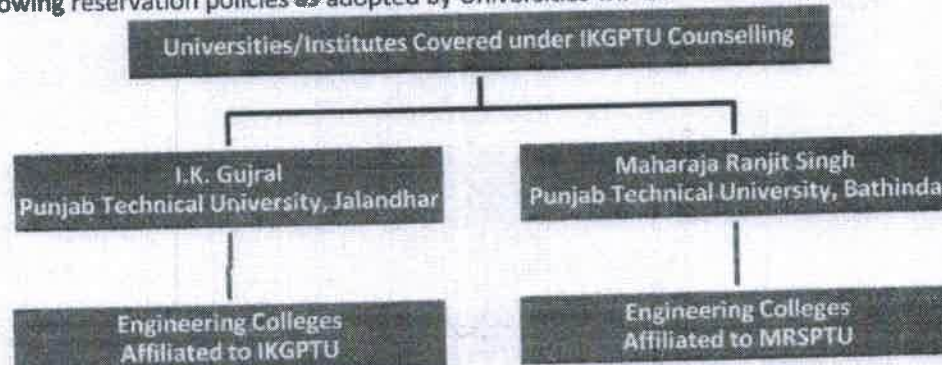 owing reservation policies as adopted by Universities
Universities/Institutes Covered under IKGPTU Counselling
I.K. Gujral
Punjab Technical University, Jalandhar
Maharaja Ranjit Singh
Punjab Technical University, Bathinda
Engineering Colleges
Affiliated to IKGPTU
Engineering Colleges
Affiliated to MRSPTU